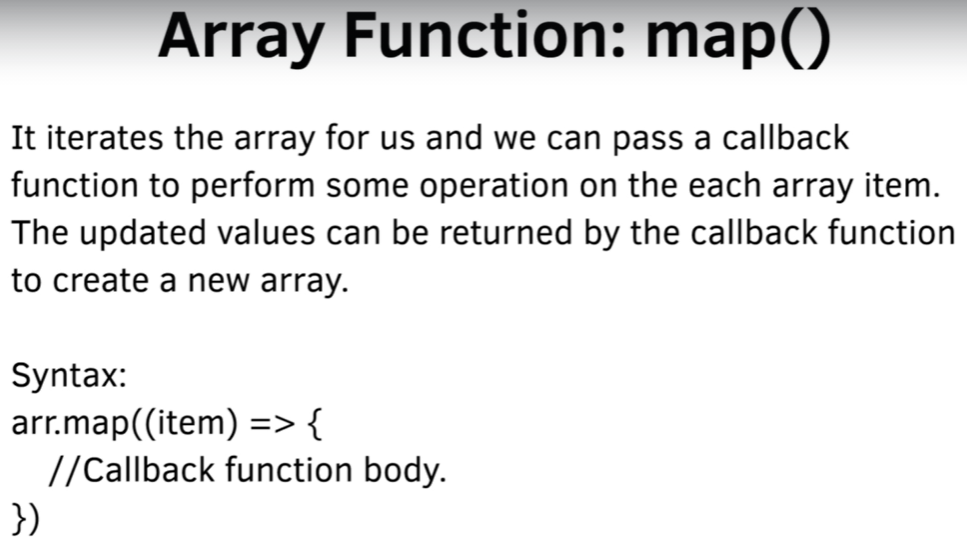 Array Function: map()
It iterates the array for us and we can pass a callback
function to perform some operation on the each array item.
The updated values can be returned by the callback function
to create a new array.
Syntax:
arr.map((item) => {
//Callback function body.
})